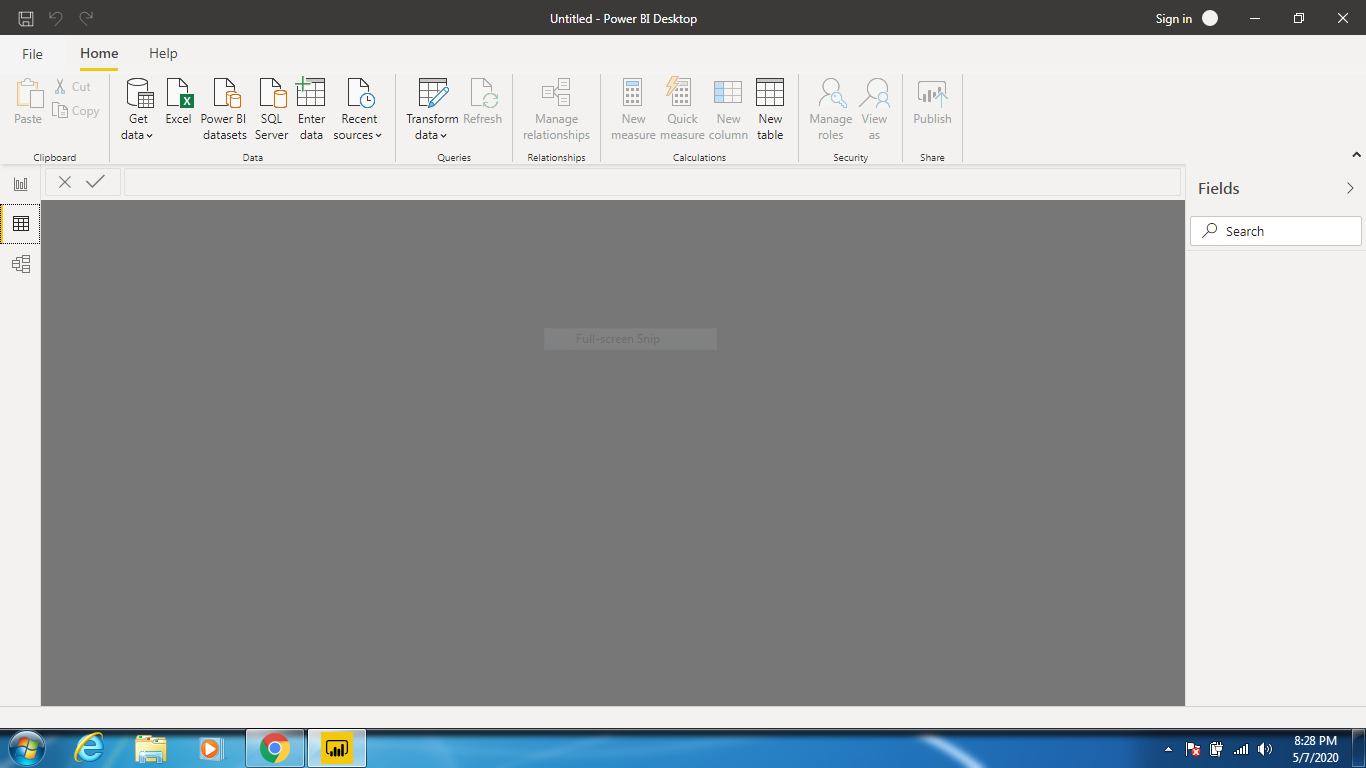 Untitled - Power BI Desktop
Sign in
File Home Help
Paste
Cut
Copy
Clipboard
Get data
Excel
Power BI datasets
SQL Server
Enter data
Recent sources
Data
Transform data
Refresh
Queries
Manage relationships
Relationships
New measure
Quick measure
New column
New table
Calculations
Manage roles
View as
Security
Publish
Share
Fields
Search
Full-screen Snip
8:28 PM
5/7/2020